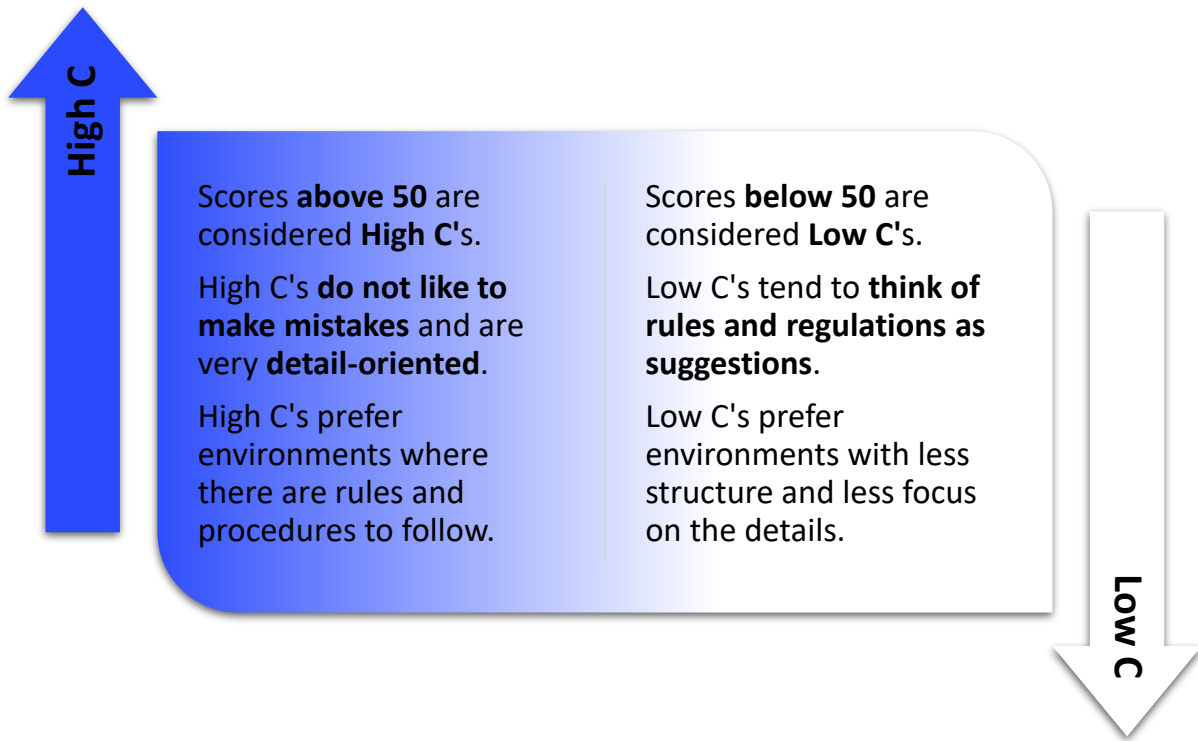 High C
Scores above 50 are
considered High C's.
High C's do not like to
make mistakes and are
very detail-oriented.
High C's prefer
environments where
there are rules and
procedures to follow.
Scores below 50 are
considered Low C's.
Low C's tend to think of
rules and regulations as
suggestions.
Low C's prefer
environments with less
structure and less focus
on the details.
Low C